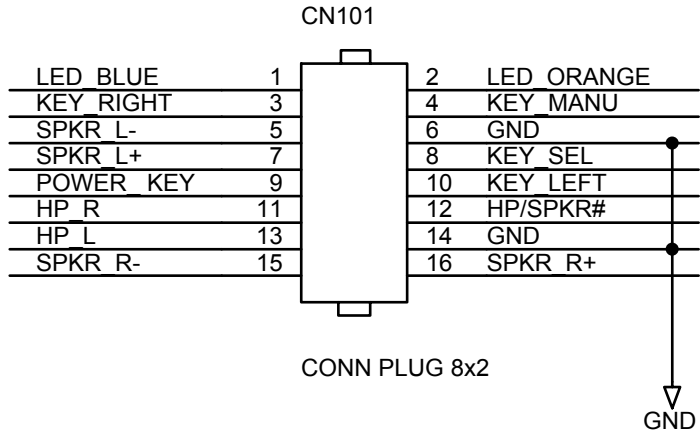 CN101
LED_BLUE 1 2 LED_ORANGE
KEY_RIGHT 3 4 KEY_MANU
SPKR_L- 5 6 GND
SPKR_L+ 7 8 KEY_SEL
POWER_KEY 9 10 KEY_LEFT
HP_R 11 12 HP/SPKR#
HP_L 13 14 GND
SPKR_R- 15 16 SPKR_R+
CONN PLUG 8x2
GND